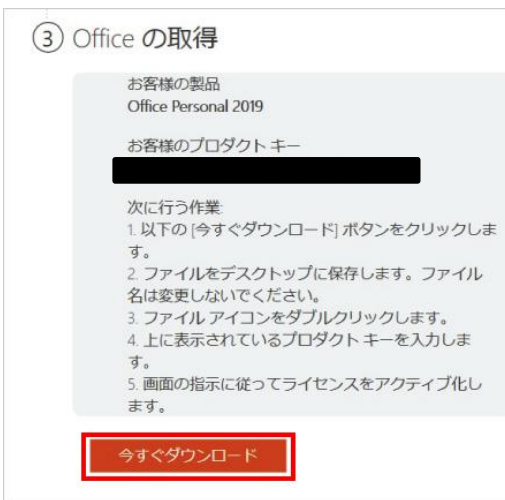 ③ Office の取得
お客様の製品
Office Personal 2019
お客様のプロダクト キー
次に行う作業:
1. 以下の [今すぐダウンロード] ボタンをクリックしま
す。
2. ファイルをデスクトップに保存します。ファイル
名は変更しないでください。
3. ファイル アイコンをダブルクリックします。
4. 上に表示されているプロダクト キーを入力しま
す。
5. 画面の指示に従ってライセンスをアクティブ化し
ます。
今すぐダウンロード